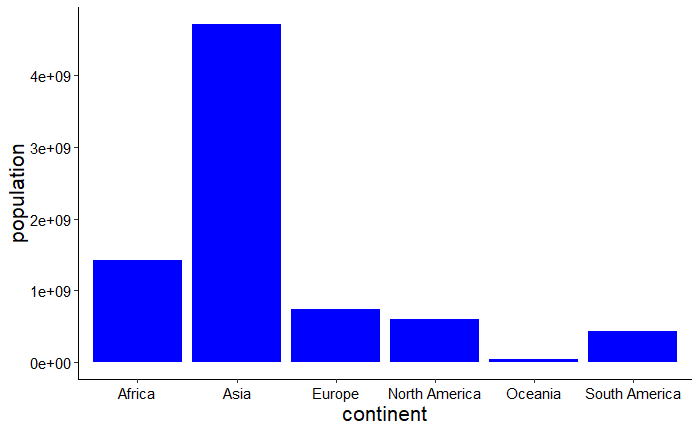 population
4e+09
3e+09
2e+09
1e+09
0e+00
Africa Asia Europe North America Oceania South America
continent